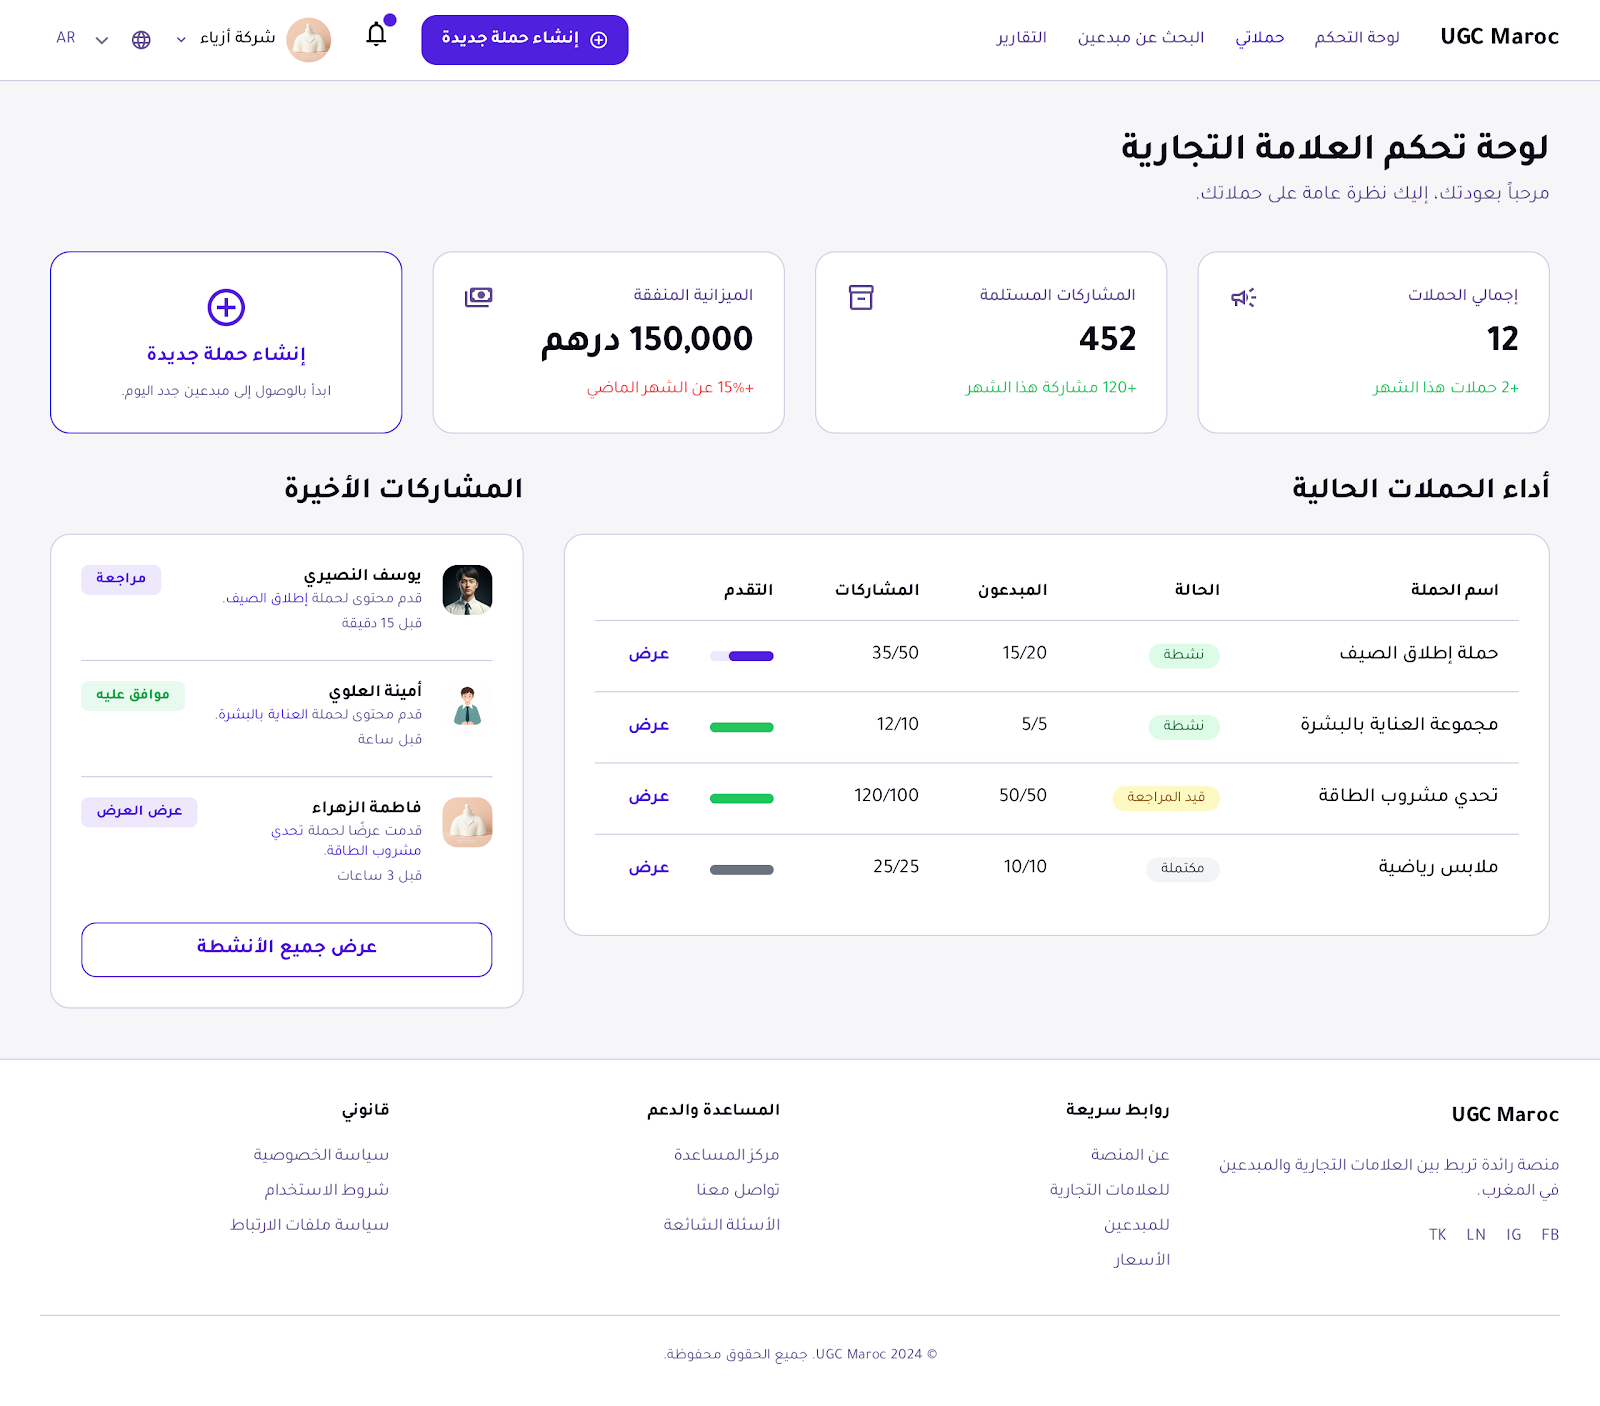 UGC Maroc
لوحة التحكم
حملاتي
البحث عن مبدعين
التقارير
إنشاء حملة جديدة
شركة أزياء
AR
لوحة تحكم العلامة التجارية
مرحباً بعودتك، إليك نظرة عامة على حملاتك.
إجمالي الحملات
12
+2 حملات هذا الشهر
المشاركات المستلمة
452
+120 مشاركة هذا الشهر
الميزانية المنفقة
150,000 درهم
+15% عن الشهر الماضي
إنشاء حملة جديدة
ابدأ بالوصول إلى مبدعين جدد اليوم.
أداء الحملات الحالية
اسم الحملة الحالة المبدعون المشاركات التقدم
حملة إطلاق الصيف نشطة 15/20 35/50 عرض
مجموعة العناية بالبشرة نشطة 5/5 12/10 عرض
تحدي مشروب الطاقة قيد المراجعة 50/50 120/100 عرض
ملابس رياضية مكتملة 10/10 25/25 عرض
المشاركات الأخيرة
يوسف النصيري
مراجعة
قدم محتوى لحملة إطلاق الصيف.
قبل 15 دقيقة
أمينة العلوي
موافق عليه
قدم محتوى لحملة العناية بالبشرة.
قبل ساعة
فاطمة الزهراء
عرض العرض
قدمت عرضًا لحملة تحدي
مشروب الطاقة.
قبل 3 ساعات
عرض جميع الأنشطة
UGC Maroc
منصة رائدة تربط بين العلامات التجارية والمبدعين
في المغرب.
FB IG LN TK
روابط سريعة
عن المنصة
للعلامات التجارية
للمبدعين
الأسعار
المساعدة والدعم
مركز المساعدة
تواصل معنا
الأسئلة الشائعة
قانوني
سياسة الخصوصية
شروط الاستخدام
سياسة ملفات الارتباط
© 2024 UGC Maroc. جميع الحقوق محفوظة.